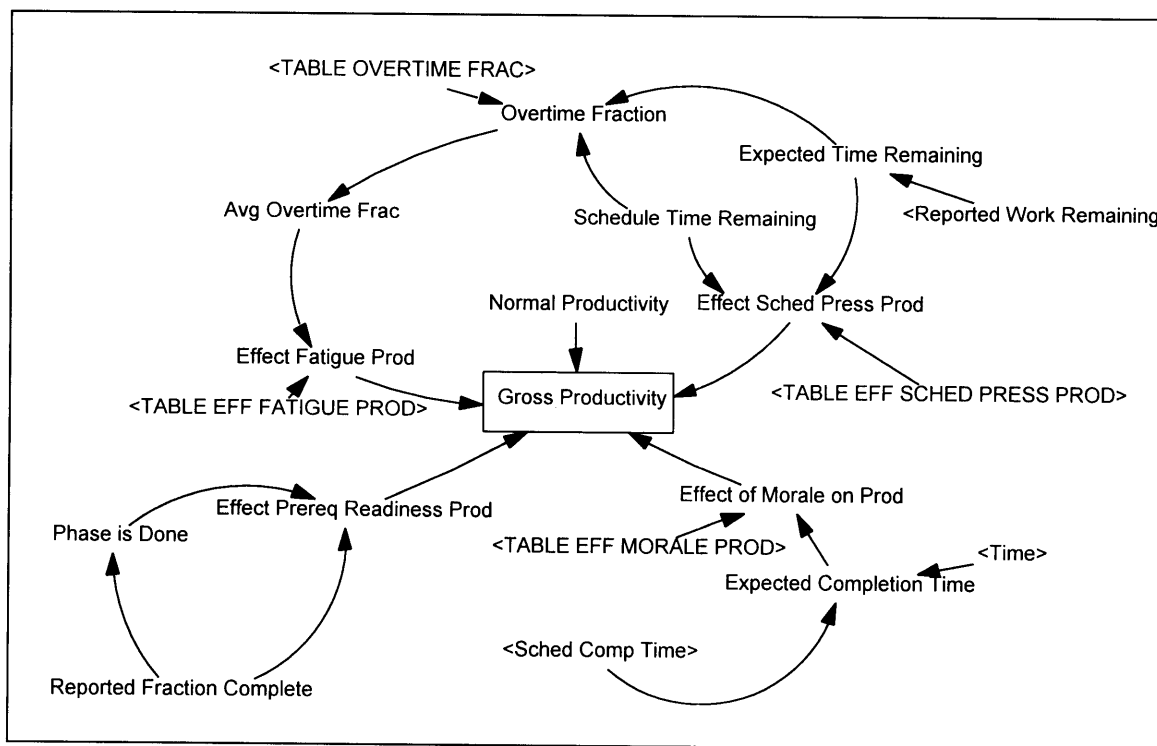 <TABLE OVERTIME FRAC>
Overtime Fraction
Expected Time Remaining
Avg Overtime Frac
Schedule Time Remaining
<Reported Work Remaining
Normal Productivity
Effect Sched Press Prod
Effect Fatigue Prod
<TABLE EFF FATIGUE PROD>
Gross Productivity
<TABLE EFF SCHED PRESS PROD>
Effect Prereq Readiness Prod
Effect of Morale on Prod
Phase is Done
<TABLE EFF MORALE PROD>
<Time>
Expected Completion Time
<Sched Comp Time>
Reported Fraction Complete